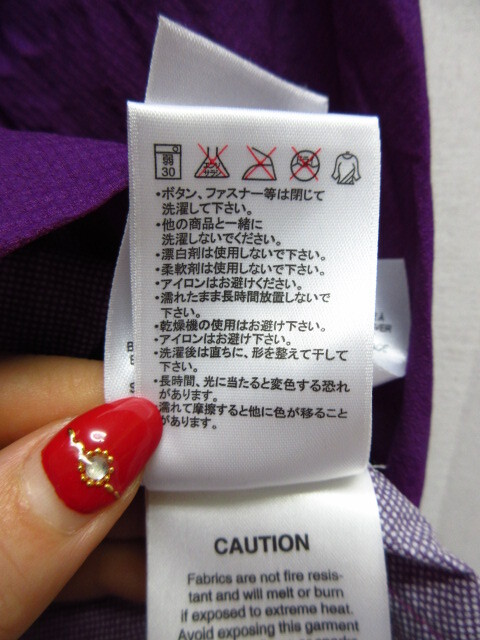 弱
30
・ボタン、ファスナー等は閉じて
洗濯して下さい。
・他の商品と一緒に
洗濯しないでください。
・漂白剤は使用しないで下さい。
・柔軟剤は使用しないで下さい。
・アイロンはお避けください。
・濡れたまま長時間放置しないで
下さい。
・乾燥機の使用はお避け下さい。
・アイロンはお避け下さい。
・洗濯後は直ちに、形を整えて干して
下さい。
・長時間、光に当たると変色する恐れ
があります。
濡れて摩擦すると他に色が移ること
があります。
CAUTION
Fabrics are not fire resis-
tant and will melt or burn
if exposed to extreme heat.
Avoid exposing this garment